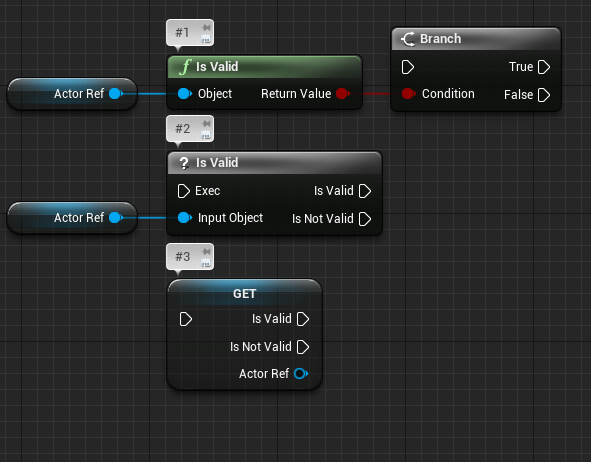 #1
Branch
Is Valid
True
Actor Ref
Object
Return Value
Condition
False
#2
? Is Valid
Exec
Is Valid
Actor Ref
Input Object
Is Not Valid
#3
GET
Is Valid
Is Not Valid
Actor Ref